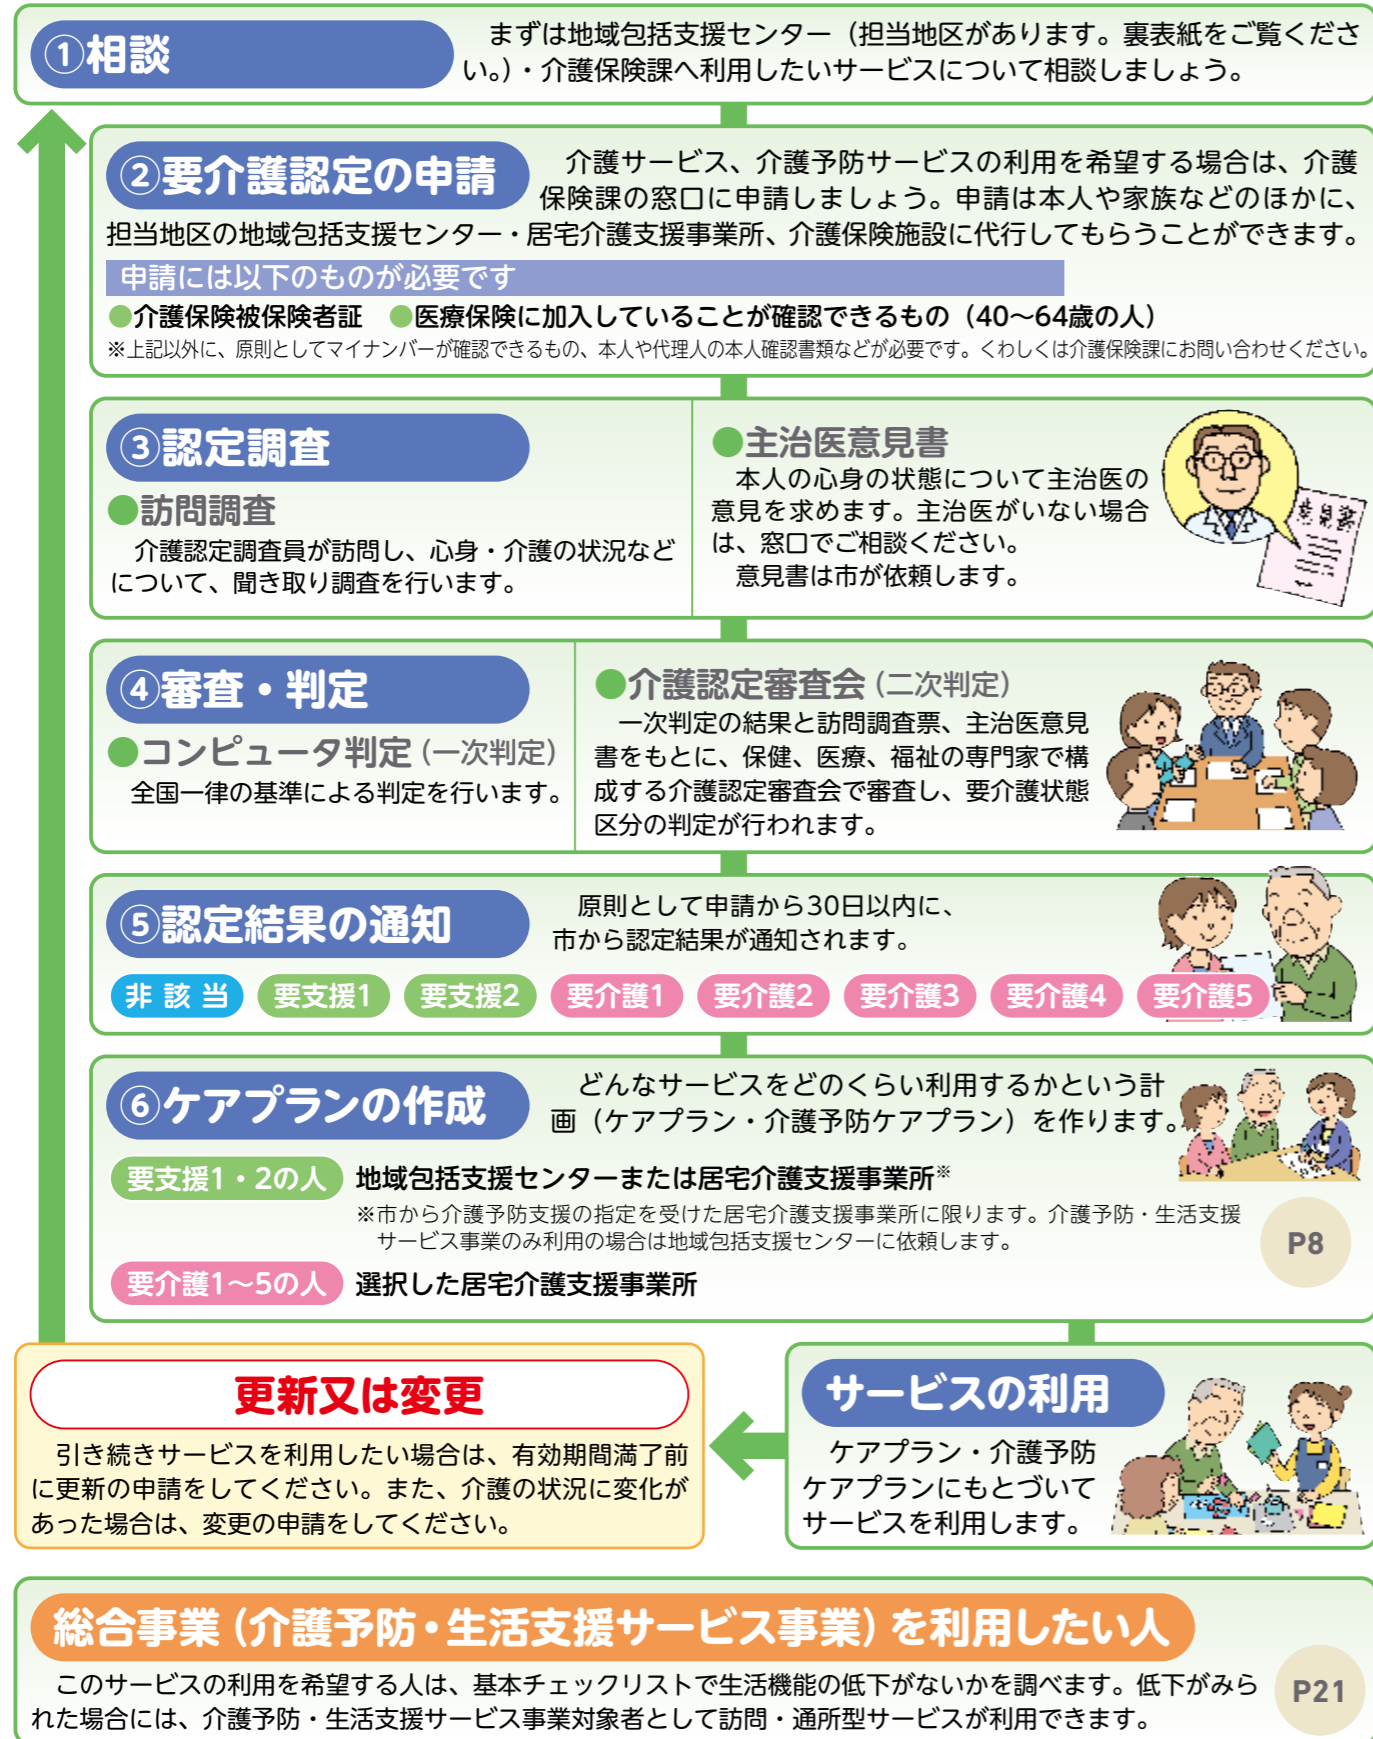 ①相談
まずは地域包括支援センター（担当地区があります。裏表紙をご覧くださ
い。）・介護保険課へ利用したいサービスについて相談しましょう。
②要介護認定の申請
介護サービス、介護予防サービスの利用を希望する場合は、介護
保険課の窓口に申請しましょう。申請は本人や家族などのほかに、
担当地区の地域包括支援センター・居宅介護支援事業所、介護保険施設に代行してもらうことができます。
申請には以下のものが必要です
●介護保険被保険者証　●医療保険に加入していることが確認できるもの（40〜64歳の人）
※上記以外に、原則としてマイナンバーが確認できるもの、本人や代理人の本人確認書類などが必要です。くわしくは介護保険課にお問い合わせください。
③認定調査
●訪問調査
介護認定調査員が訪問し、心身・介護の状況など
について、聞き取り調査を行います。
●主治医意見書
本人の心身の状態について主治医の
意見を求めます。主治医がいない場合
は、窓口でご相談ください。
意見書は市が依頼します。
意見書
④審査・判定
●コンピュータ判定（一次判定）
全国一律の基準による判定を行います。
●介護認定審査会（二次判定）
一次判定の結果と訪問調査票、主治医意見
書をもとに、保健、医療、福祉の専門家で構
成する介護認定審査会で審査し、要介護状態
区分の判定が行われます。
⑤認定結果の通知
原則として申請から30日以内に、
市から認定結果が通知されます。
非該当　要支援1　要支援2　要介護1　要介護2　要介護3　要介護4　要介護5
⑥ケアプランの作成
どんなサービスをどのくらい利用するかという計
画（ケアプラン・介護予防ケアプラン）を作ります。
要支援1・2の人　地域包括支援センターまたは居宅介護支援事業所※
※市から介護予防支援の指定を受けた居宅介護支援事業所に限ります。介護予防・生活支援
サービス事業のみ利用の場合は地域包括支援センターに依頼します。
P8
要介護1〜5の人　選択した居宅介護支援事業所
サービスの利用
ケアプラン・介護予防
ケアプランにもとづいて
サービスを利用します。
更新又は変更
引き続きサービスを利用したい場合は、有効期間満了前
に更新の申請をしてください。また、介護の状況に変化が
あった場合は、変更の申請をしてください。
総合事業（介護予防・生活支援サービス事業）を利用したい人
このサービスの利用を希望する人は、基本チェックリストで生活機能の低下がないかを調べます。低下がみら
れた場合には、介護予防・生活支援サービス事業対象者として訪問・通所型サービスが利用できます。
P21